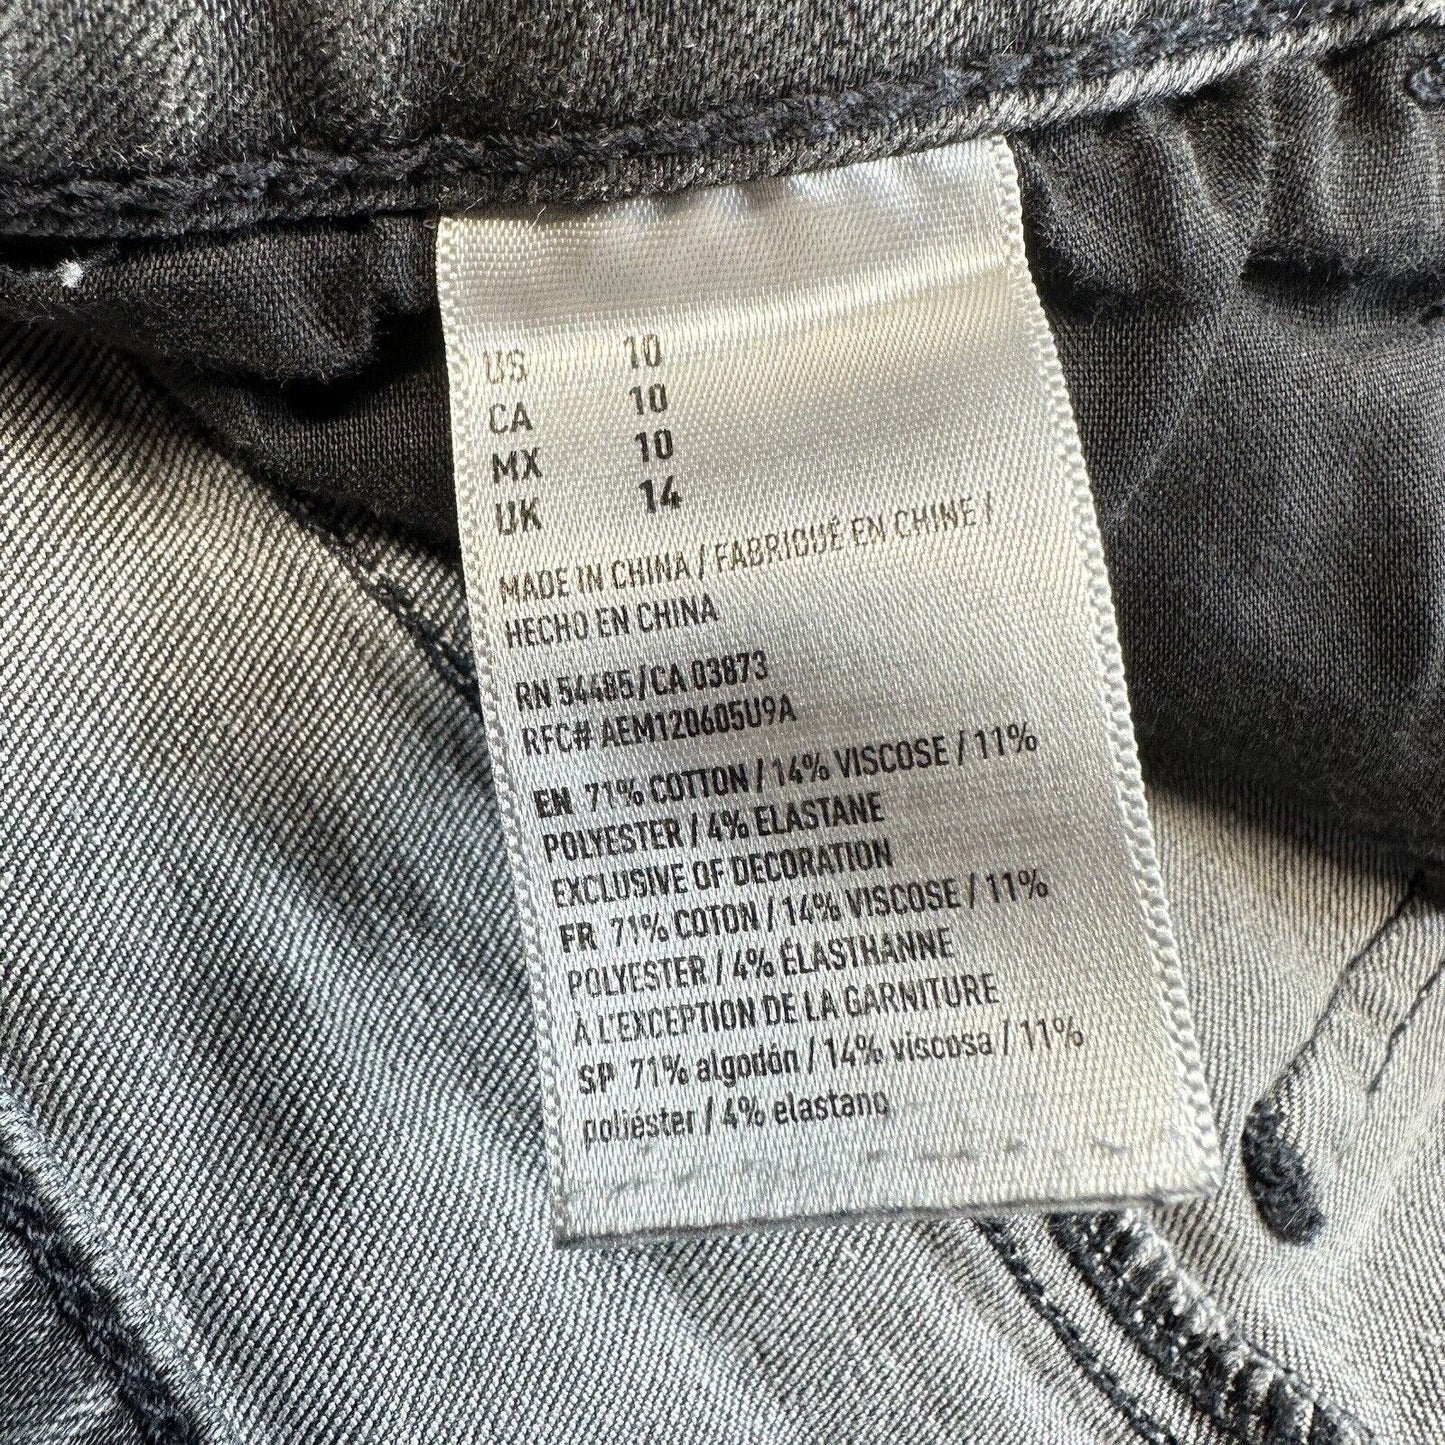 US 10
CA 10
MX 10
UK 14
MADE IN CHINA / FABRIQUÉ EN CHINE /
HECHO EN CHINA
RN 54485/CA 03873
RFC# AEM120605U9A
EN 71% COTTON / 14% VISCOSE / 11%
POLYESTER / 4% ELASTANE
EXCLUSIVE OF DECORATION
FR 71% COTON / 14% VISCOSE / 11%
POLYESTER / 4% ÉLASTHANNE
À L'EXCEPTION DE LA GARNITURE
SP 71% algodón / 14% viscosa / 11%
poliéster / 4% elastano